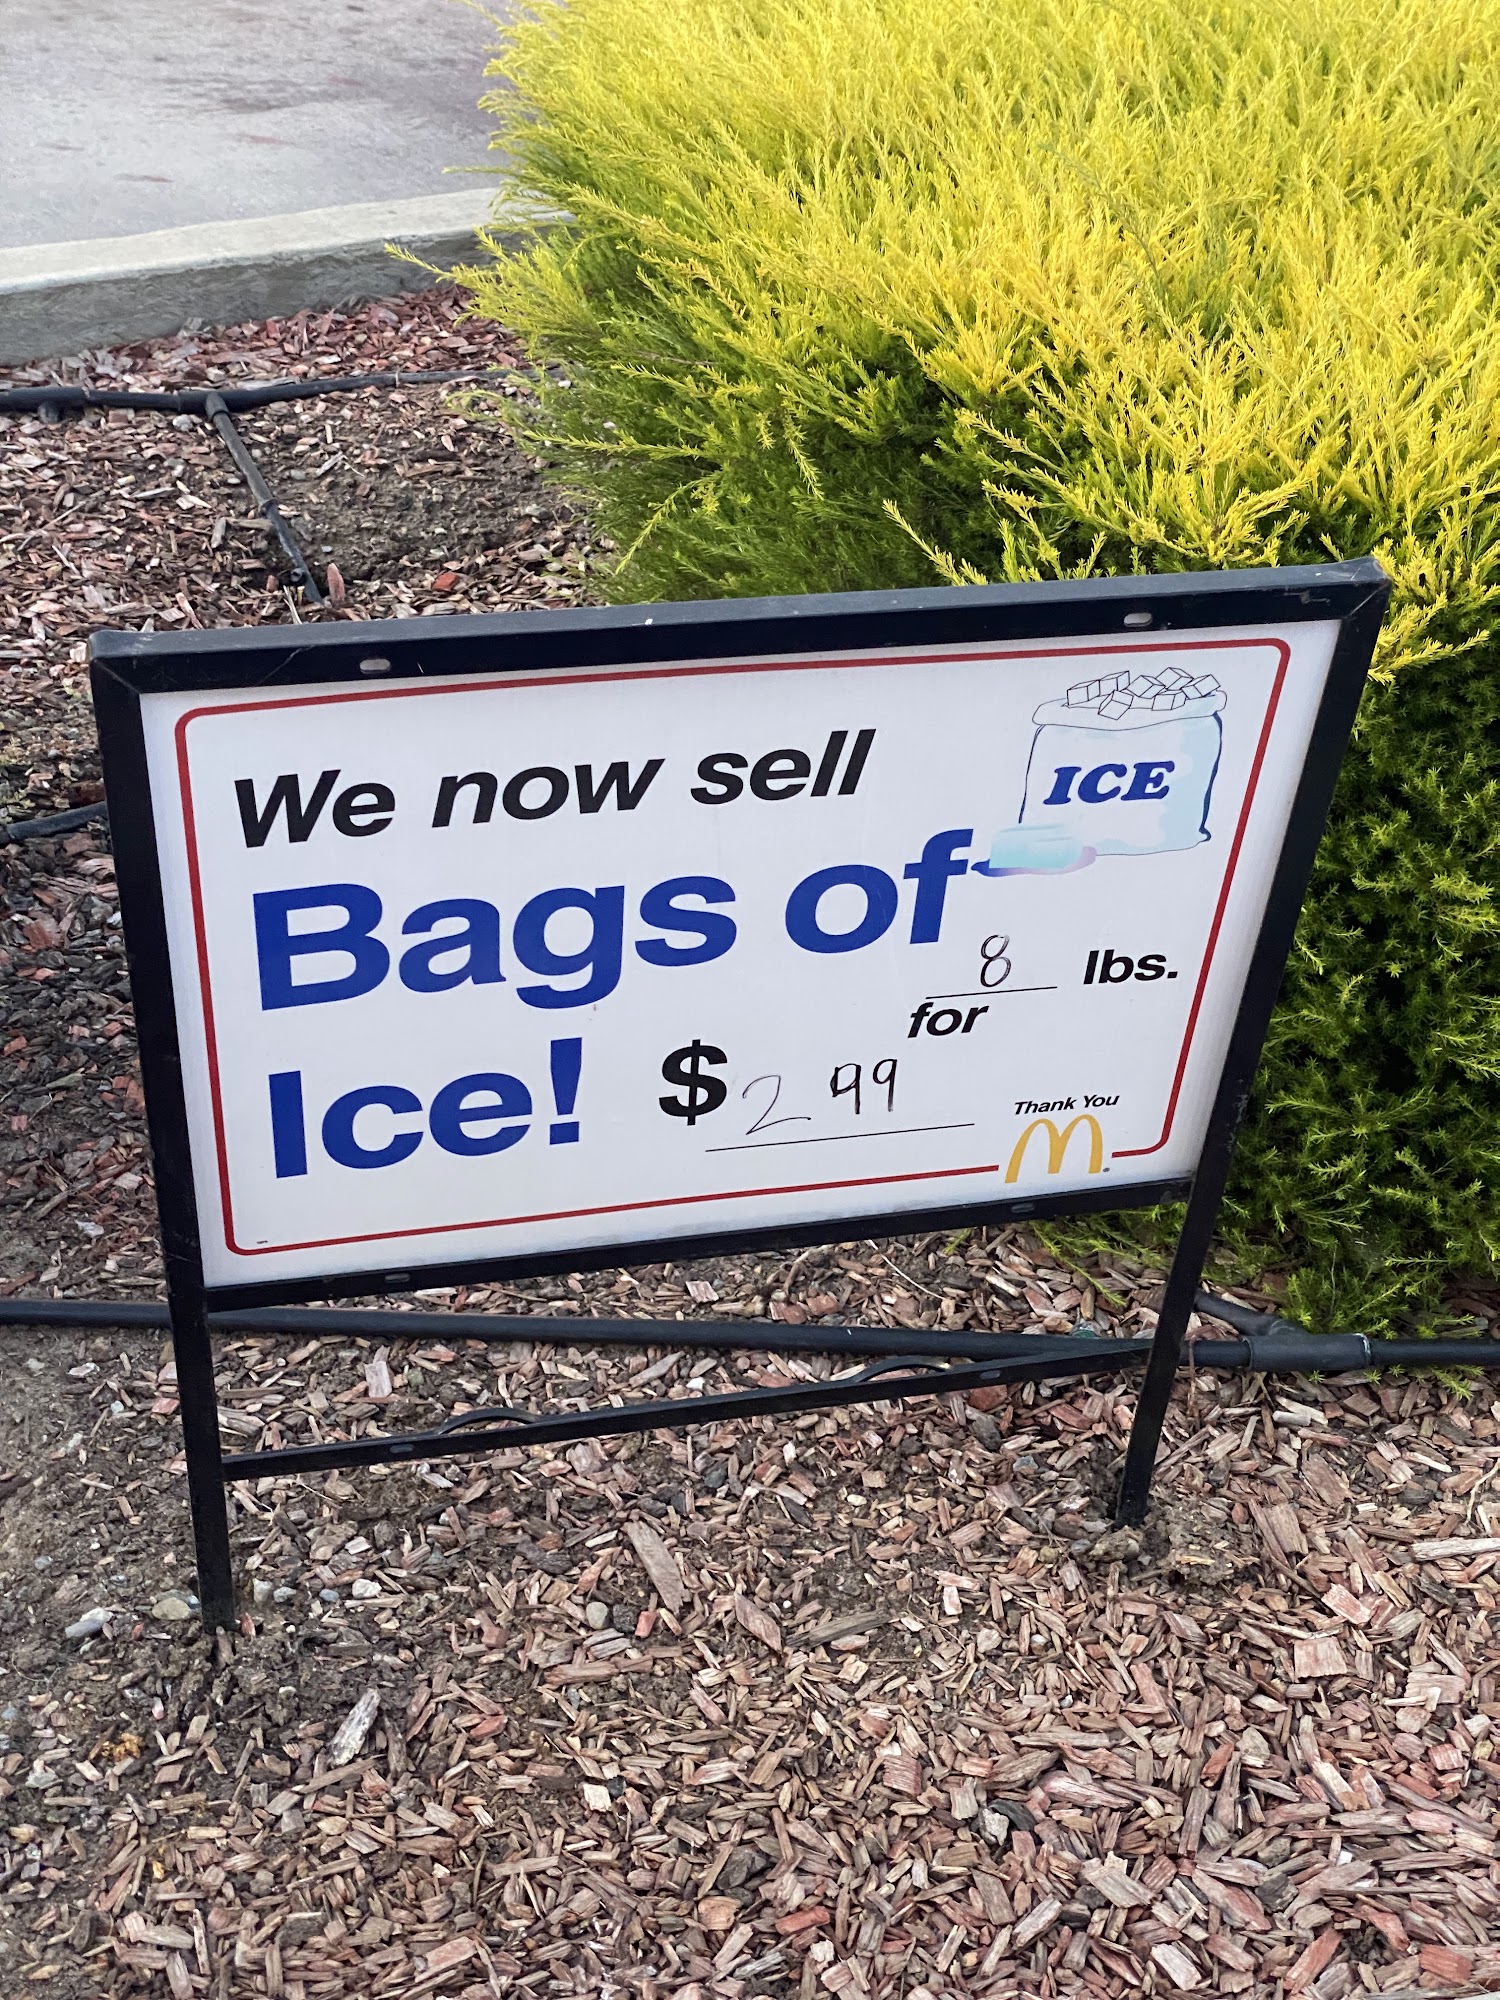 We now sell
ICE
Bags of
8 lbs.
for
Ice! $2 99
Thank You